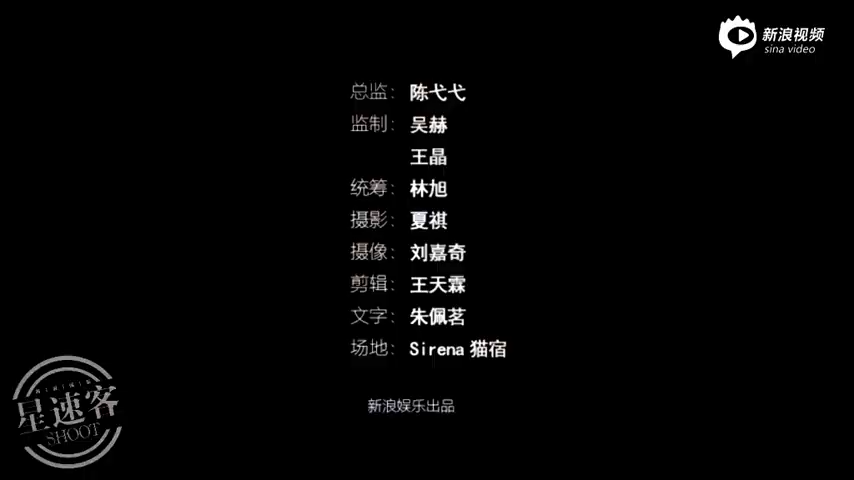 新浪视频
sina video
总监: 陈弋弋
监制: 吴赫
王晶
统筹: 林旭
摄影: 夏祺
摄像: 刘嘉奇
剪辑: 王天霖
文字: 朱佩茗
场地: Sirena 猫宿
新浪娱乐出品
星速客
SHOOT